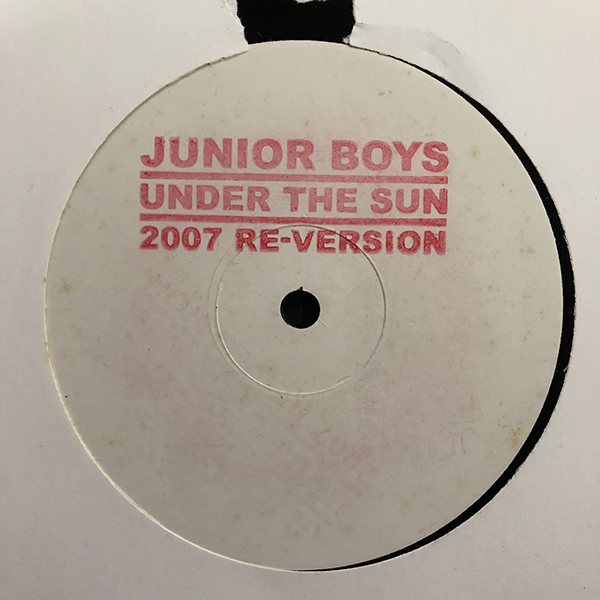 JUNIOR BOYS
UNDER THE SUN
2007 RE-VERSION